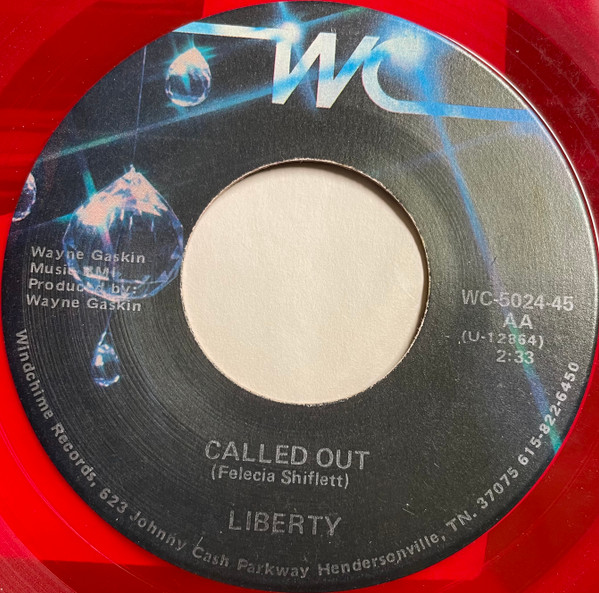 WC
Wayne Gaskin
Music BMI
Produced by:
Wayne Gaskin
WC-5024-45
AA
(U-12864)
2:33
CALLED OUT
(Felecia Shiflett)
LIBERTY
Windchime Records, 623 Johnny Cash Parkway Hendersonville, TN. 37075 615-822-6450